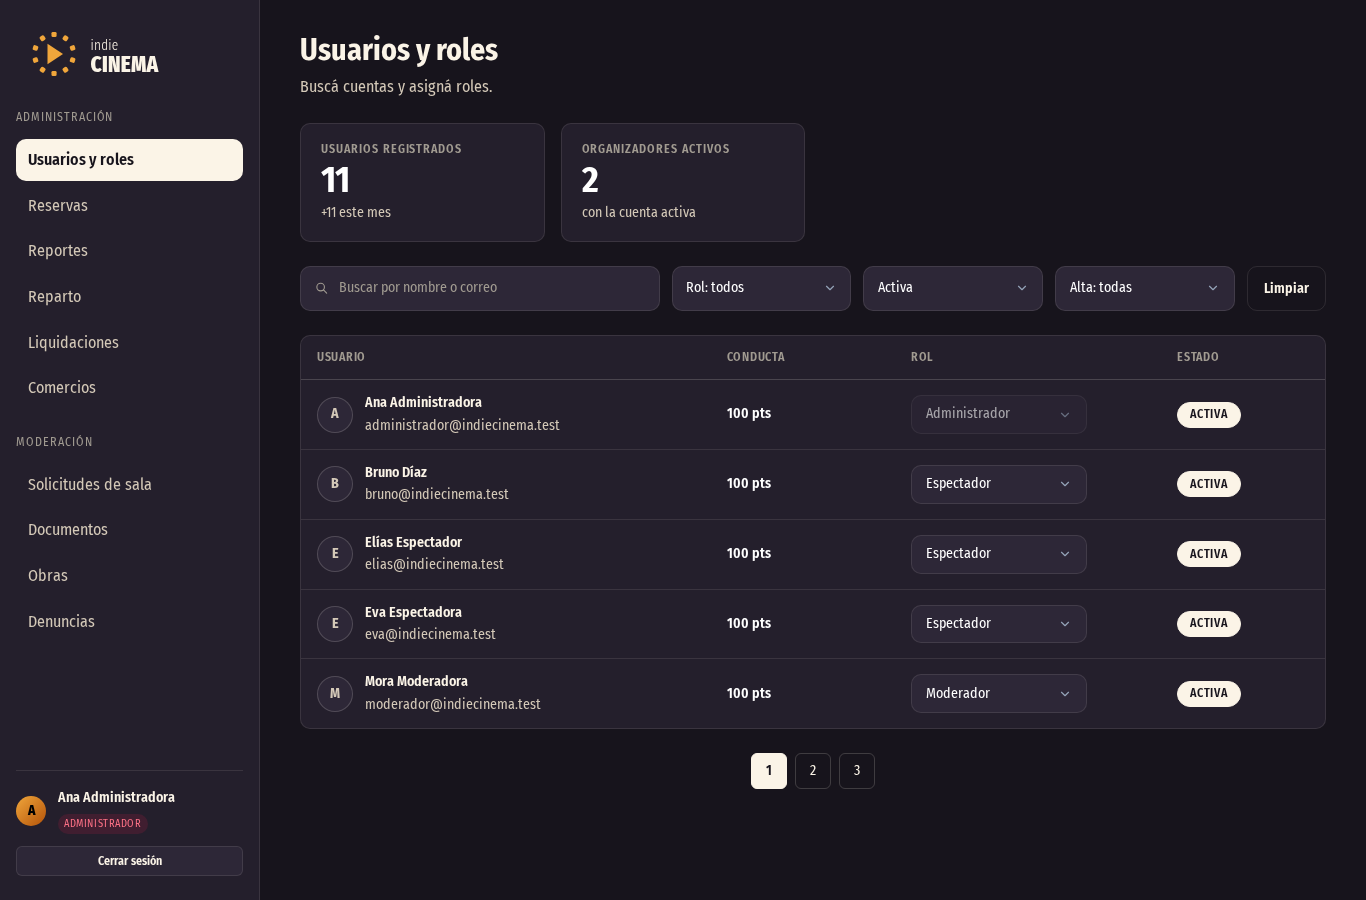 indie
CINEMA
ADMINISTRACIÓN
Usuarios y roles
Reservas
Reportes
Reparto
Liquidaciones
Comercios
MODERACIÓN
Solicitudes de sala
Documentos
Obras
Denuncias
A
Ana Administradora
ADMINISTRADOR
Cerrar sesión
Usuarios y roles
Buscá cuentas y asigná roles.
USUARIOS REGISTRADOS
11
+11 este mes
ORGANIZADORES ACTIVOS
2
con la cuenta activa
Buscar por nombre o correo
Rol: todos
Activa
Alta: todas
Limpiar
USUARIO CONDUCTA ROL ESTADO
A
Ana Administradora
administrador@indiecinema.test
100 pts
Administrador
ACTIVA
B
Bruno Díaz
bruno@indiecinema.test
100 pts
Espectador
ACTIVA
E
Elías Espectador
elias@indiecinema.test
100 pts
Espectador
ACTIVA
E
Eva Espectadora
eva@indiecinema.test
100 pts
Espectador
ACTIVA
M
Mora Moderadora
moderador@indiecinema.test
100 pts
Moderador
ACTIVA
1 2 3